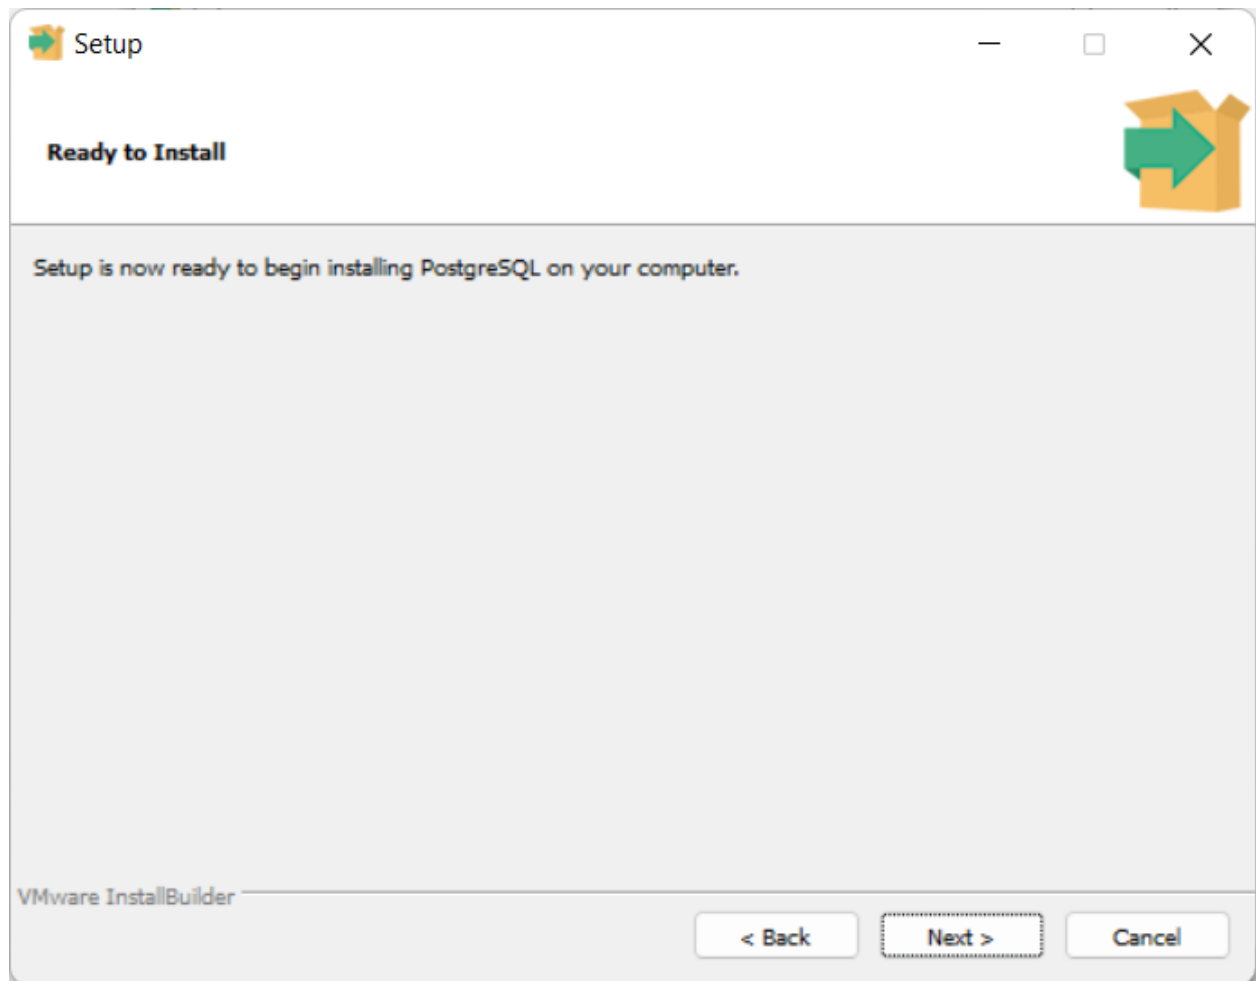 Setup
Ready to Install
Setup is now ready to begin installing PostgreSQL on your computer.
VMware InstallBuilder
< Back
Next >
Cancel